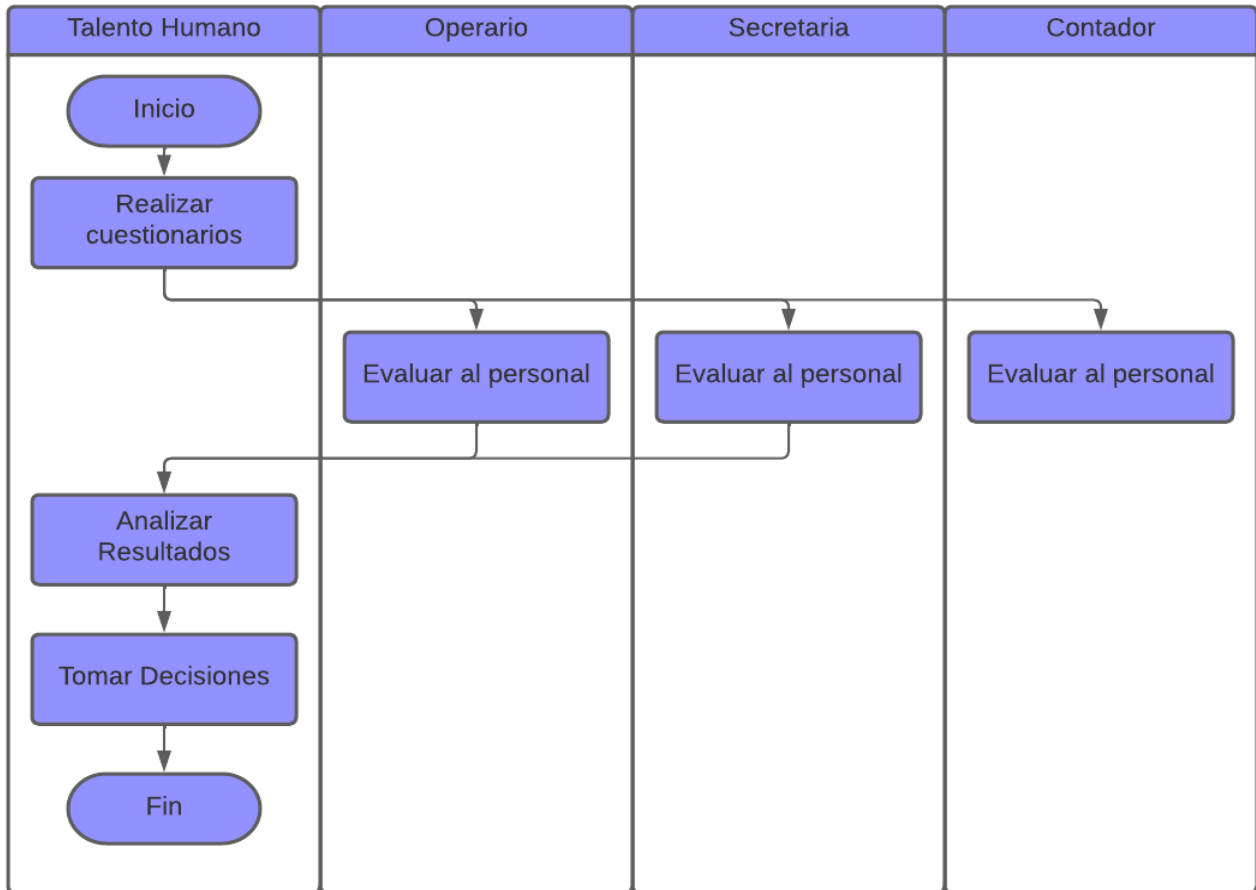 Talento Humano
Operario
Secretaria
Contador
Inicio
Realizar
cuestionarios
Evaluar al personal
Evaluar al personal
Evaluar al personal
Analizar
Resultados
Tomar Decisiones
Fin